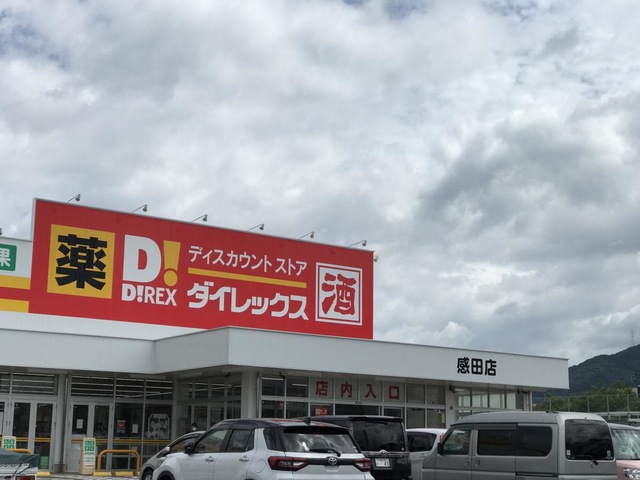 果
薬
D!
D!REX
ディスカウント ストア
ダイレックス
酒
感田店
店内入口